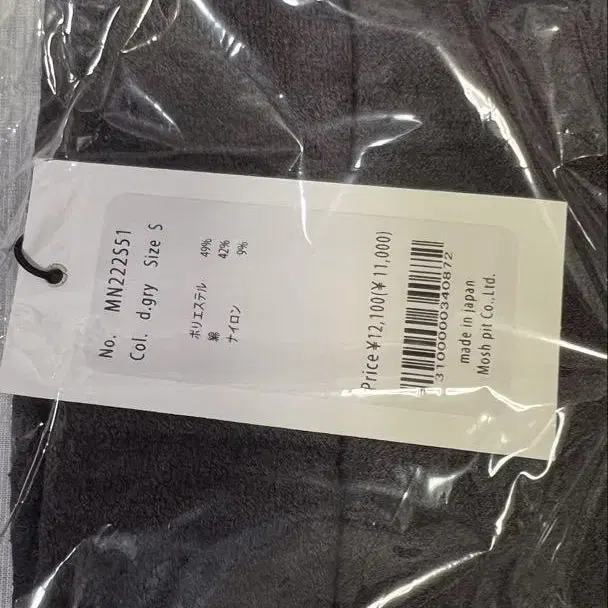 No. MN222S51
Col. d.gry Size S
ポリエステル 49%
綿 42%
ナイロン 9%
Price ¥12,100(¥11,000)
3100000340872
made in japan
Mosh pit Co.,Ltd.